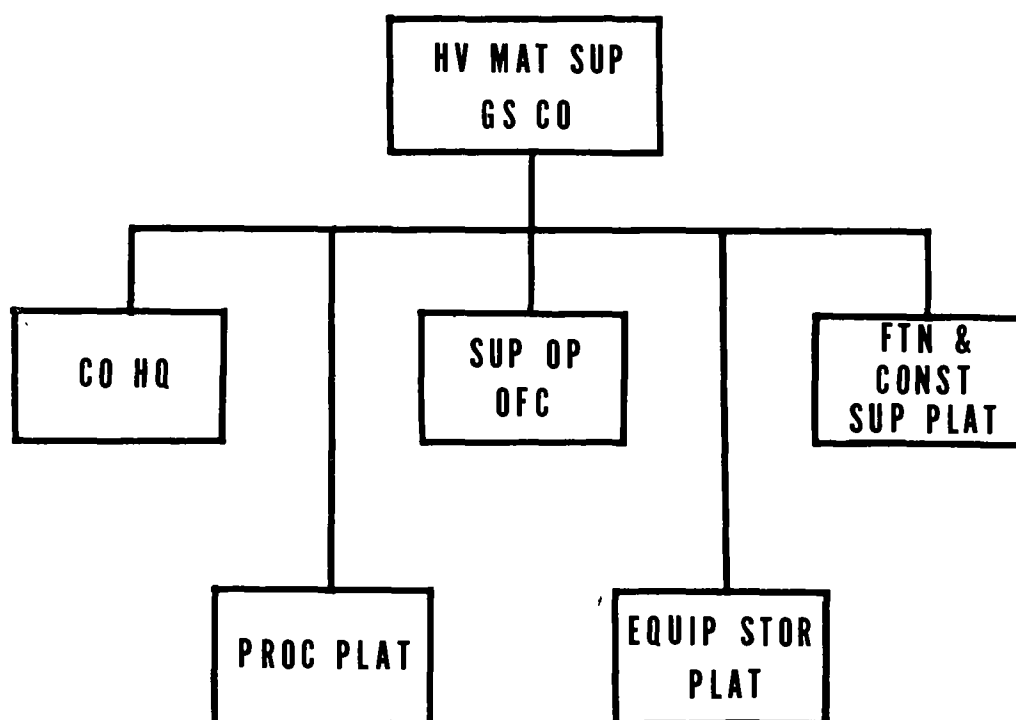 HV MAT SUP
GS CO
CO HQ
SUP OP
OFC
FTN &
CONST
SUP PLAT
PROC PLAT
EQUIP STOR
PLAT